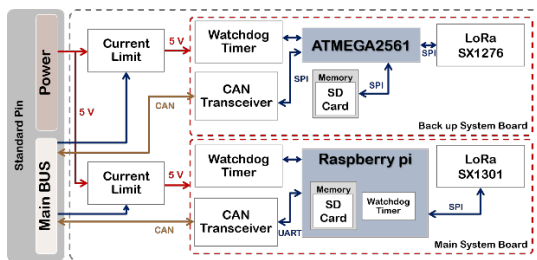 Standard Pin
Power
Main BUS
5 V
Current
Limit
5 V
CAN
Watchdog
Timer
CAN
Transceiver
SPI
ATMEGA2561
Memory
SD
Card
SPI
SPI
LoRa
SX1276
Back up System Board
Current
Limit
5 V
CAN
Watchdog
Timer
CAN
Transceiver
UART
Raspberry pi
Memory
SD
Card
Watchdog
Timer
SPI
LoRa
SX1301
Main System Board